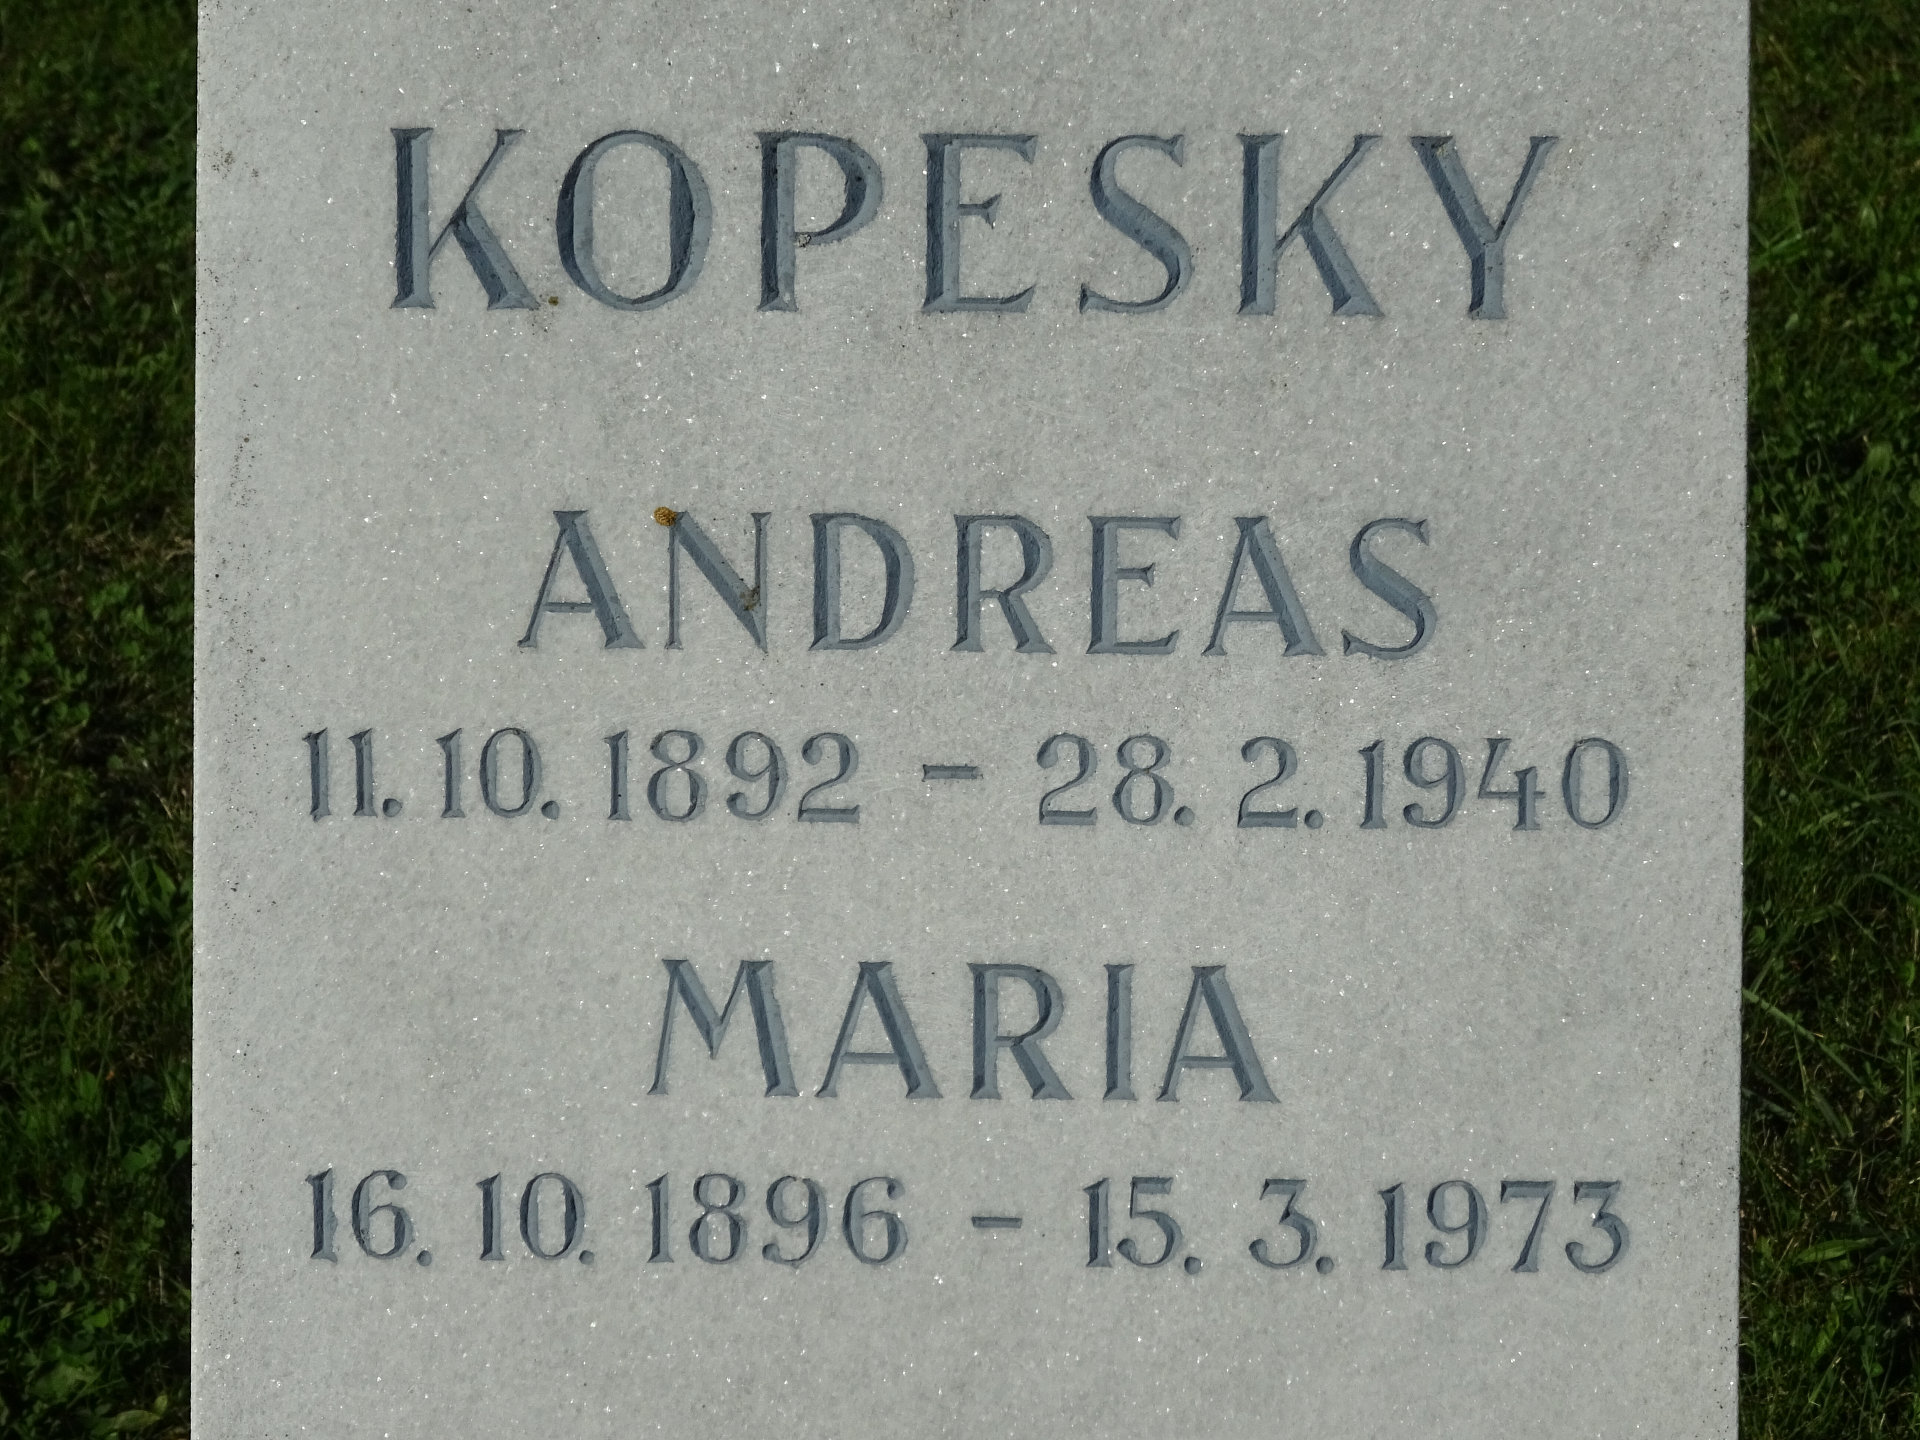 KOPESKY
ANDREAS
11. 10. 1892 – 28. 2. 1940
MARIA
16. 10. 1896 – 15. 3. 1973